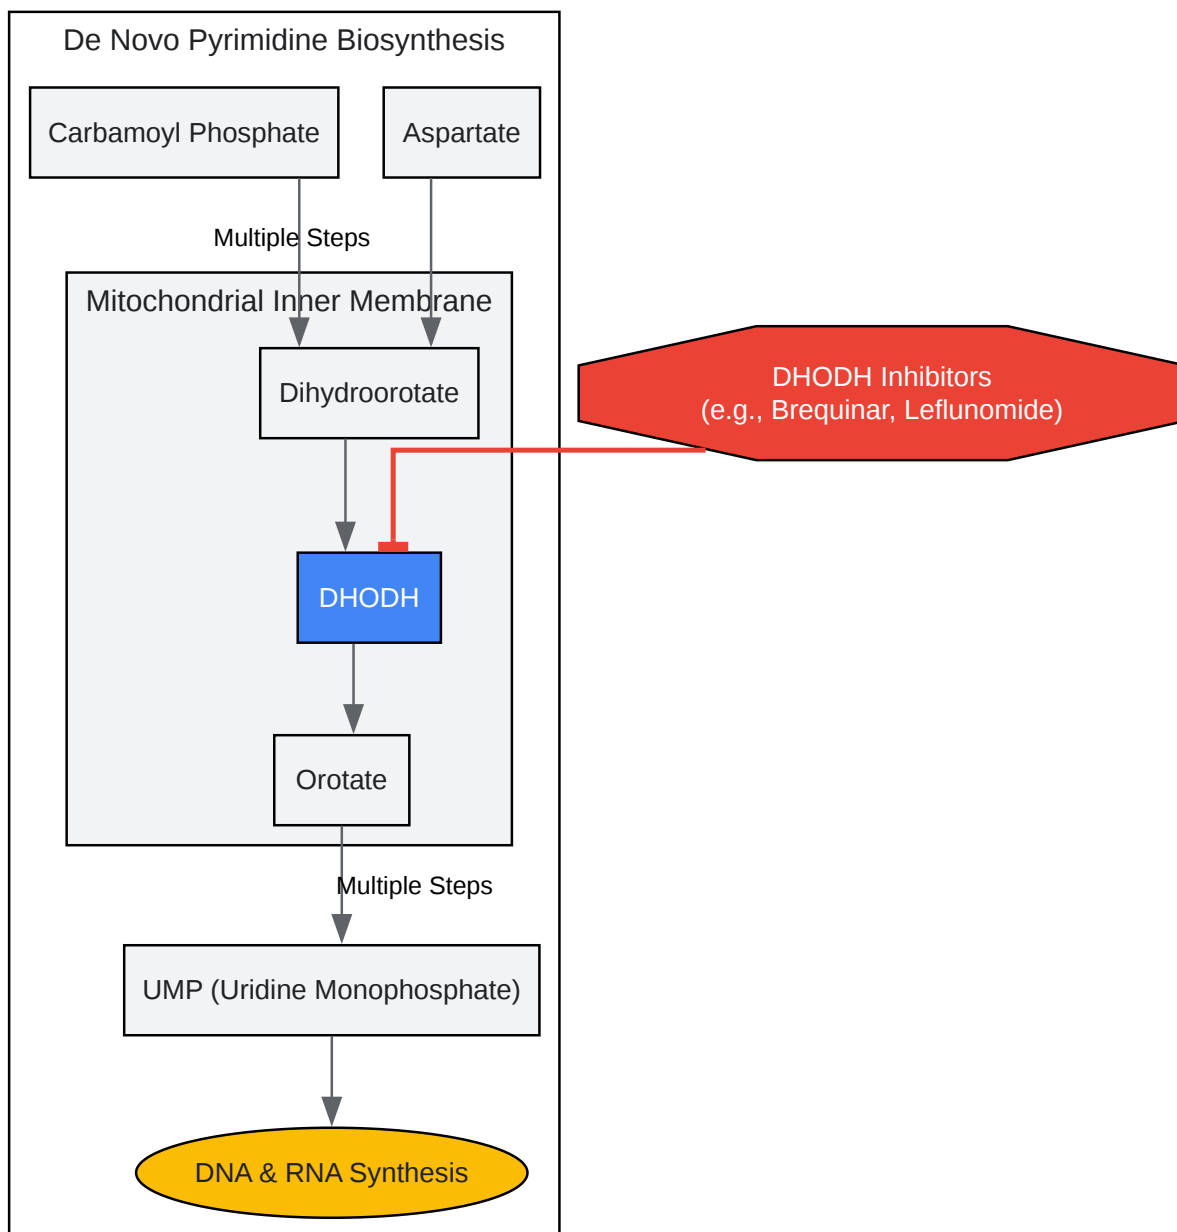 De Novo Pyrimidine Biosynthesis
Carbamoyl Phosphate
Aspartate
Multiple Steps
Mitochondrial Inner Membrane
Dihydroorotate
DHODH Inhibitors
(e.g., Brequinar, Leflunomide)
DHODH
Orotate
Multiple Steps
UMP (Uridine Monophosphate)
DNA & RNA Synthesis